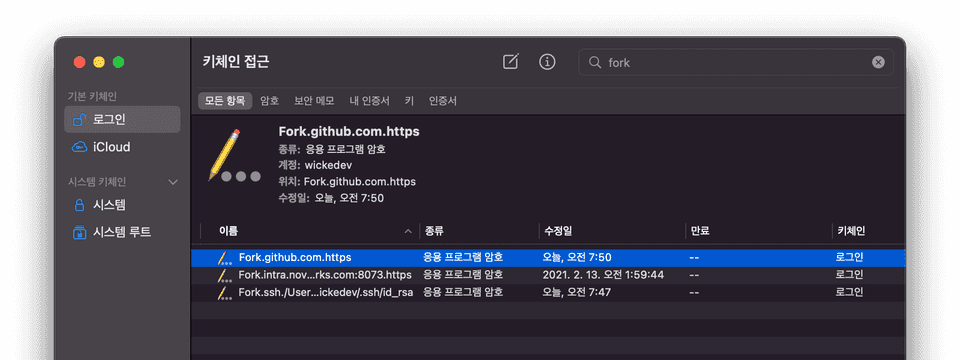 키체인 접근
fork
기본 키체인
로그인
iCloud
시스템 키체인
시스템
시스템 루트
모든 항목 암호 보안 메모 내 인증서 키 인증서
Fork.github.com.https
종류: 응용 프로그램 암호
계정: wickedev
위치: Fork.github.com.https
수정일: 오늘, 오전 7:50
이름 종류 수정일 만료 키체인
Fork.github.com.https 응용 프로그램 암호 오늘, 오전 7:50 -- 로그인
Fork.intra.nov...rks.com:8073.https 응용 프로그램 암호 2021. 2. 13. 오전 1:59:44 -- 로그인
Fork.ssh./User...ickedev/.ssh/id_rsa 응용 프로그램 암호 오늘, 오전 7:47 -- 로그인